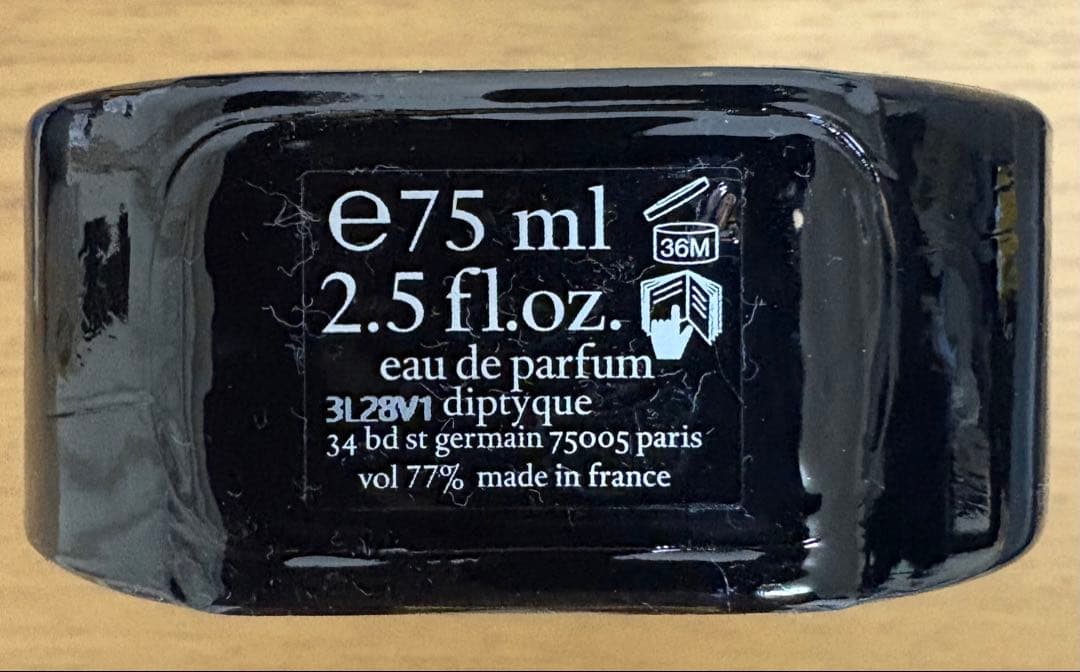 ℮75 ml
36M
2.5 fl.oz.
eau de parfum
3L28V1 diptyque
34 bd st germain 75005 paris
vol 77% made in france